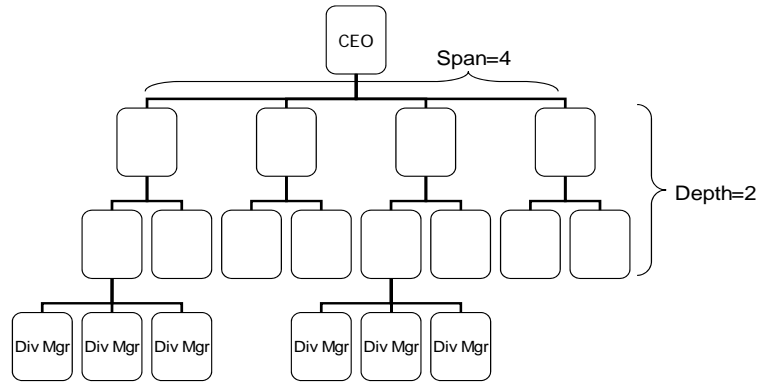 CEO
Span=4
Depth=2
Div Mgr Div Mgr Div Mgr Div Mgr Div Mgr Div Mgr